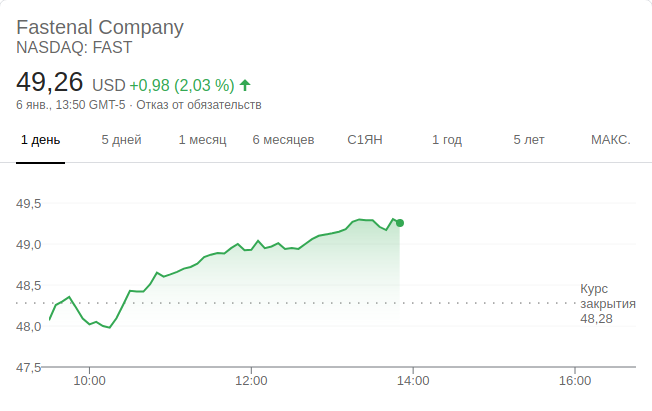 Fastenal Company
NASDAQ: FAST
49,26 USD +0,98 (2,03 %)
6 янв., 13:50 GMT-5 · Отказ от обязательств
1 день 5 дней 1 месяц 6 месяцев С1ЯН 1 год 5 лет МАКС.
49,5
49,0
48,5
Курс
закрытия
48,28
48,0
47,5
10:00 12:00 14:00 16:00